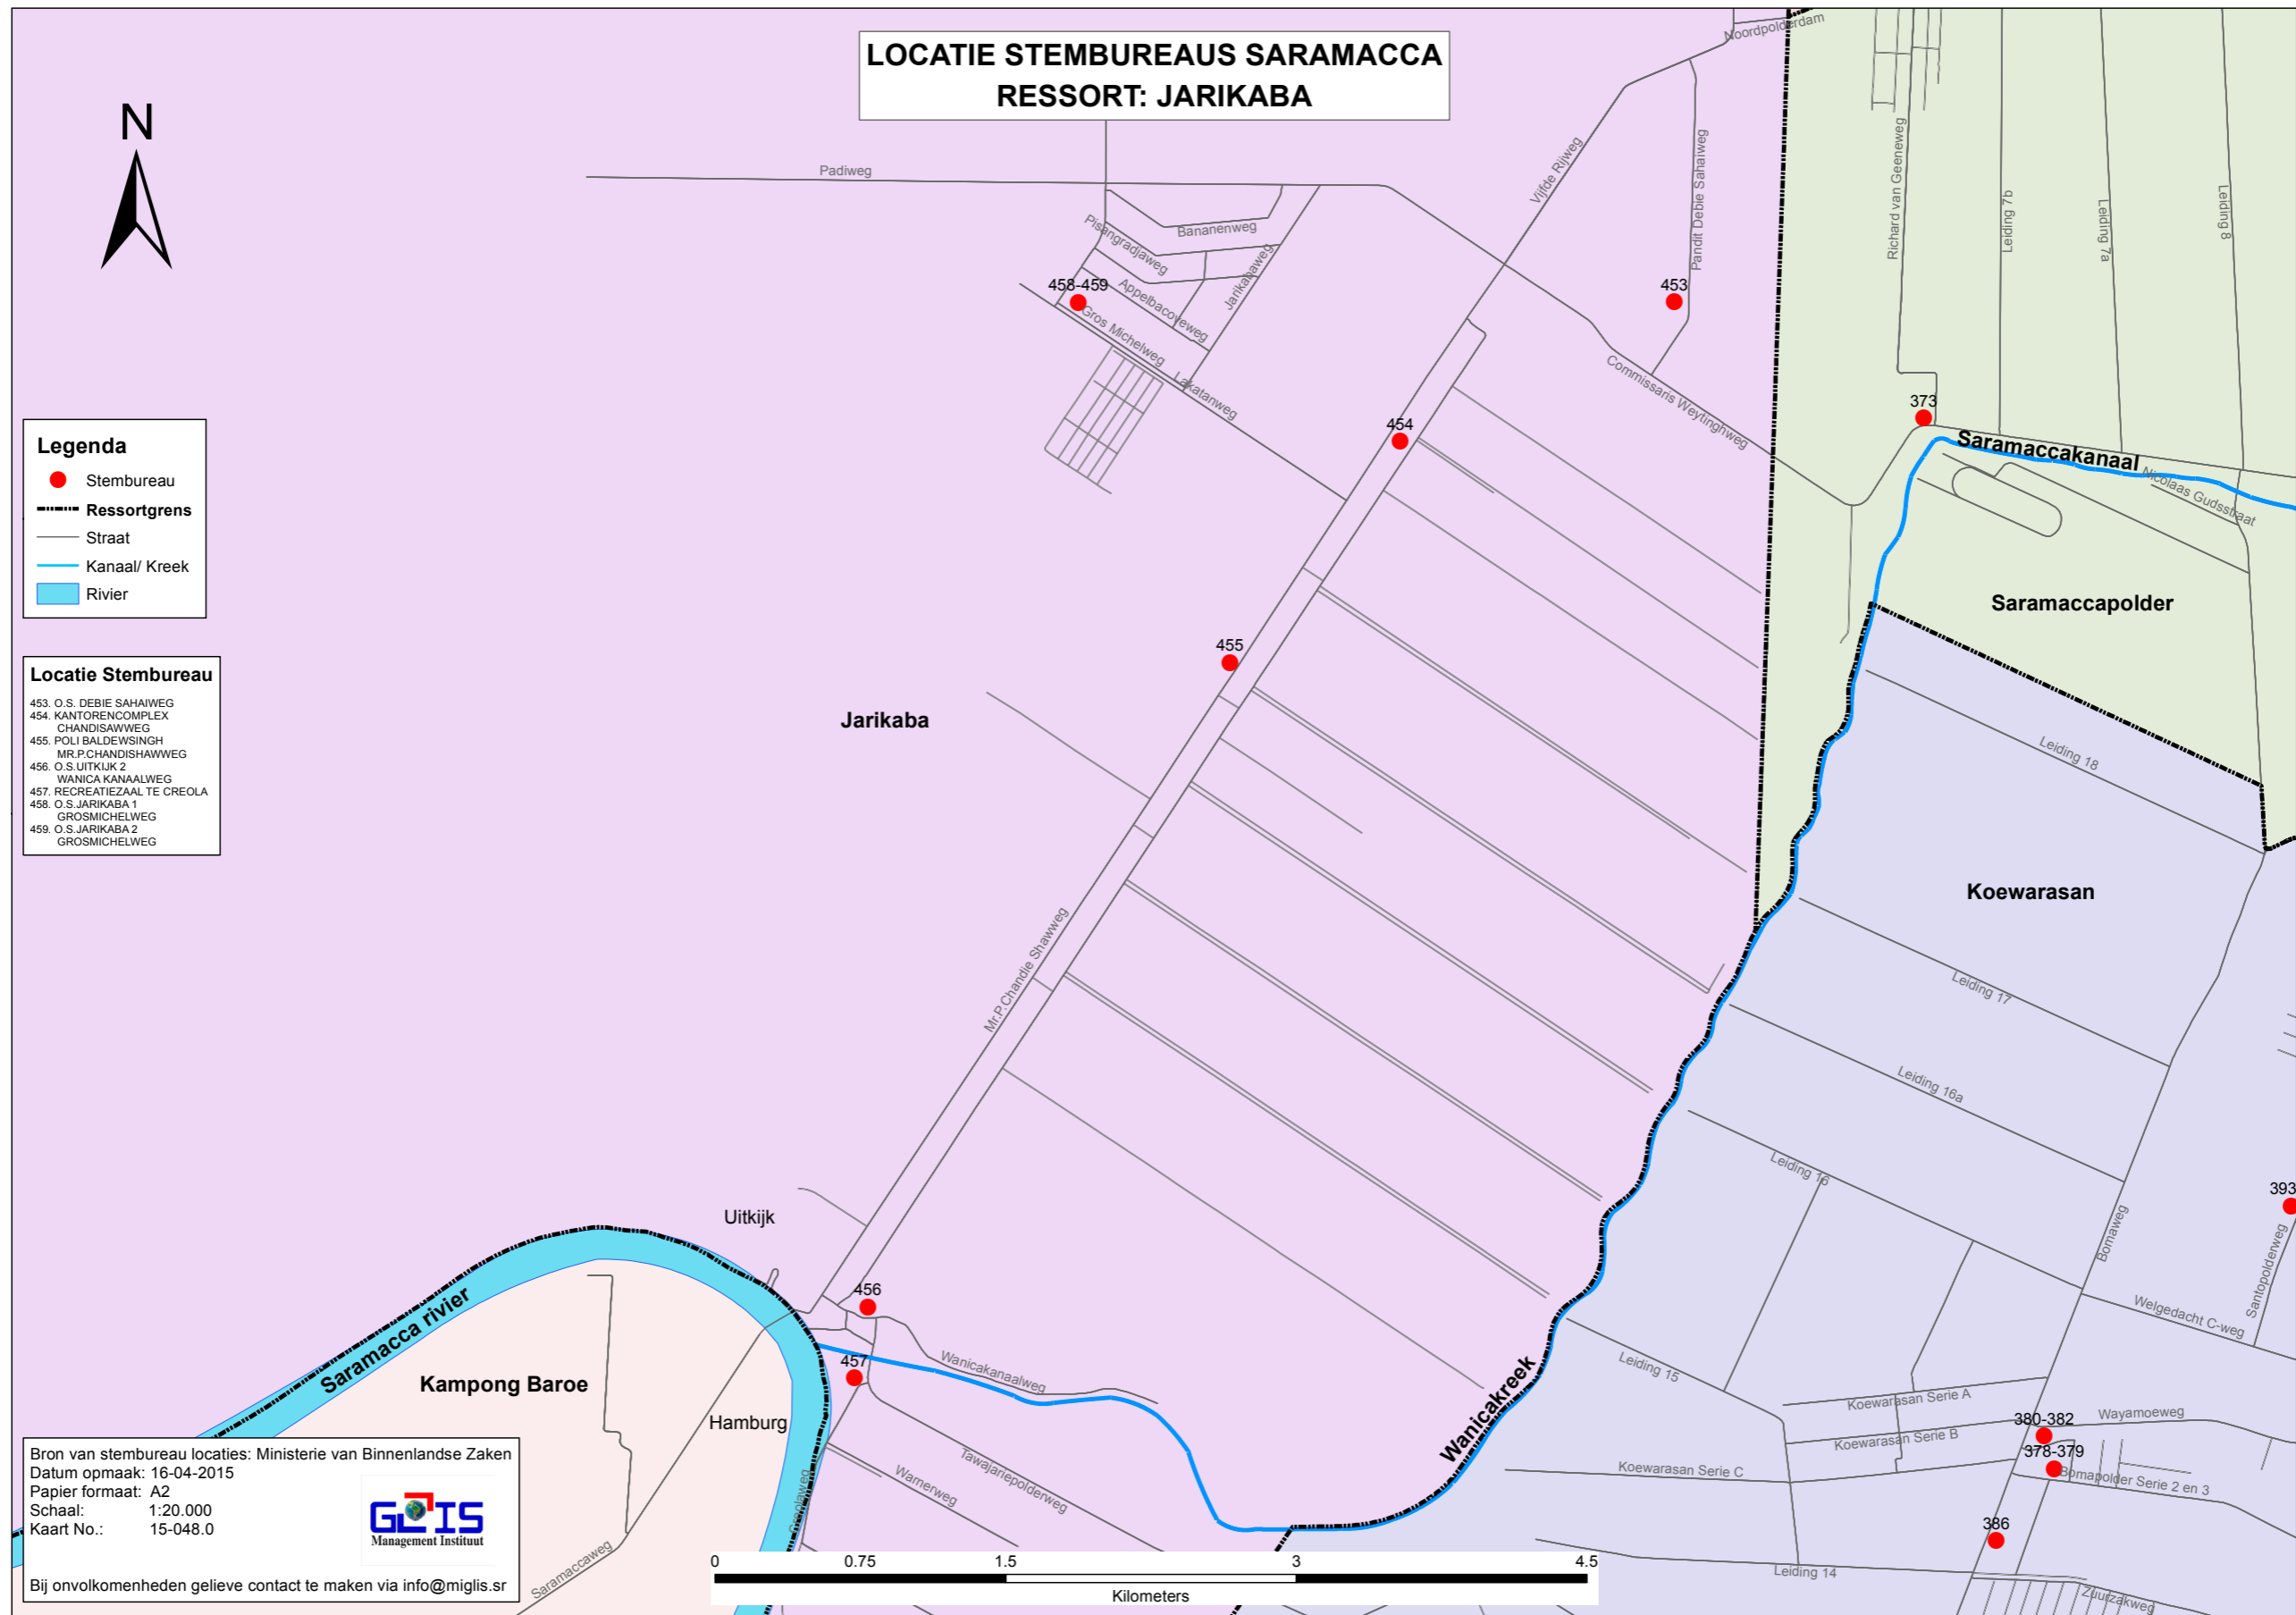 LOCATIE STEMBUREAUS SARAMACCA
RESSORT: JARIKABA
N
Noordpolderdam
Padiweg
Vijfde Rijweg
Pandit Debie Sahaiweg
Richard van Geeneweg
Leiding 7b
Leiding 7a
Leiding 8
Bananenweg
Pisangradjaweg
Jarikabaweg
Appelbacoveweg
458-459
453
Gros Michelweg
Lakatanweg
Commissaris Weytinghweg
373
454
Saramaccakanaal
Nicolaas Gudsstraat
Legenda
Stembureau
Ressortgrens
Straat
Kanaal/ Kreek
Rivier
Saramaccapolder
455
Locatie Stembureau
453. O.S. DEBIE SAHAIWEG
454. KANTORENCOMPLEX
CHANDISAWWEG
455. POLI BALDEWSINGH
MR.P.CHANDISHAWWEG
456. O.S.UITKIJK 2
WANICA KANAALWEG
457. RECREATIEZAAL TE CREOLA
458. O.S.JARIKABA 1
GROSMICHELWEG
459. O.S.JARIKABA 2
GROSMICHELWEG
Jarikaba
Leiding 18
Koewarasan
Mr.P.Chandie Shawweg
Leiding 17
Leiding 16a
Leiding 16
393
Bomaweg
Santopolderweg
Welgedacht C-weg
Uitkijk
456
Saramacca rivier
457
Wanicakanaalweg
Kampong Baroe
Hamburg
Wanicakreek
Leiding 15
Koewarasan Serie A
380-382
Wayamoeweg
Koewarasan Serie B
378-379
Koewarasan Serie C
Bomapolder Serie 2 en 3
Tawajariepolderweg
Warnerweg
386
Leiding 14
Zuurzakweg
Saramaccaweg
Bron van stembureau locaties: Ministerie van Binnenlandse Zaken
Datum opmaak: 16-04-2015
Papier formaat: A2
Schaal: 1:20.000
Kaart No.: 15-048.0
GLIS
Management Instituut
Bij onvolkomenheden gelieve contact te maken via info@miglis.sr
0 0.75 1.5 3 4.5
Kilometers